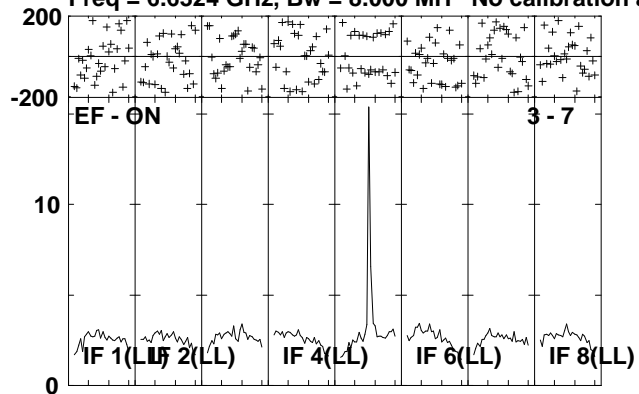 Freq = 6.6524 GHz, Bw = 8.000 MH No calibration a
200
-200
EF - ON 3 - 7
10
IF 1(LL) IF 2(LL) IF 4(LL) IF 6(LL) IF 8(LL)
0